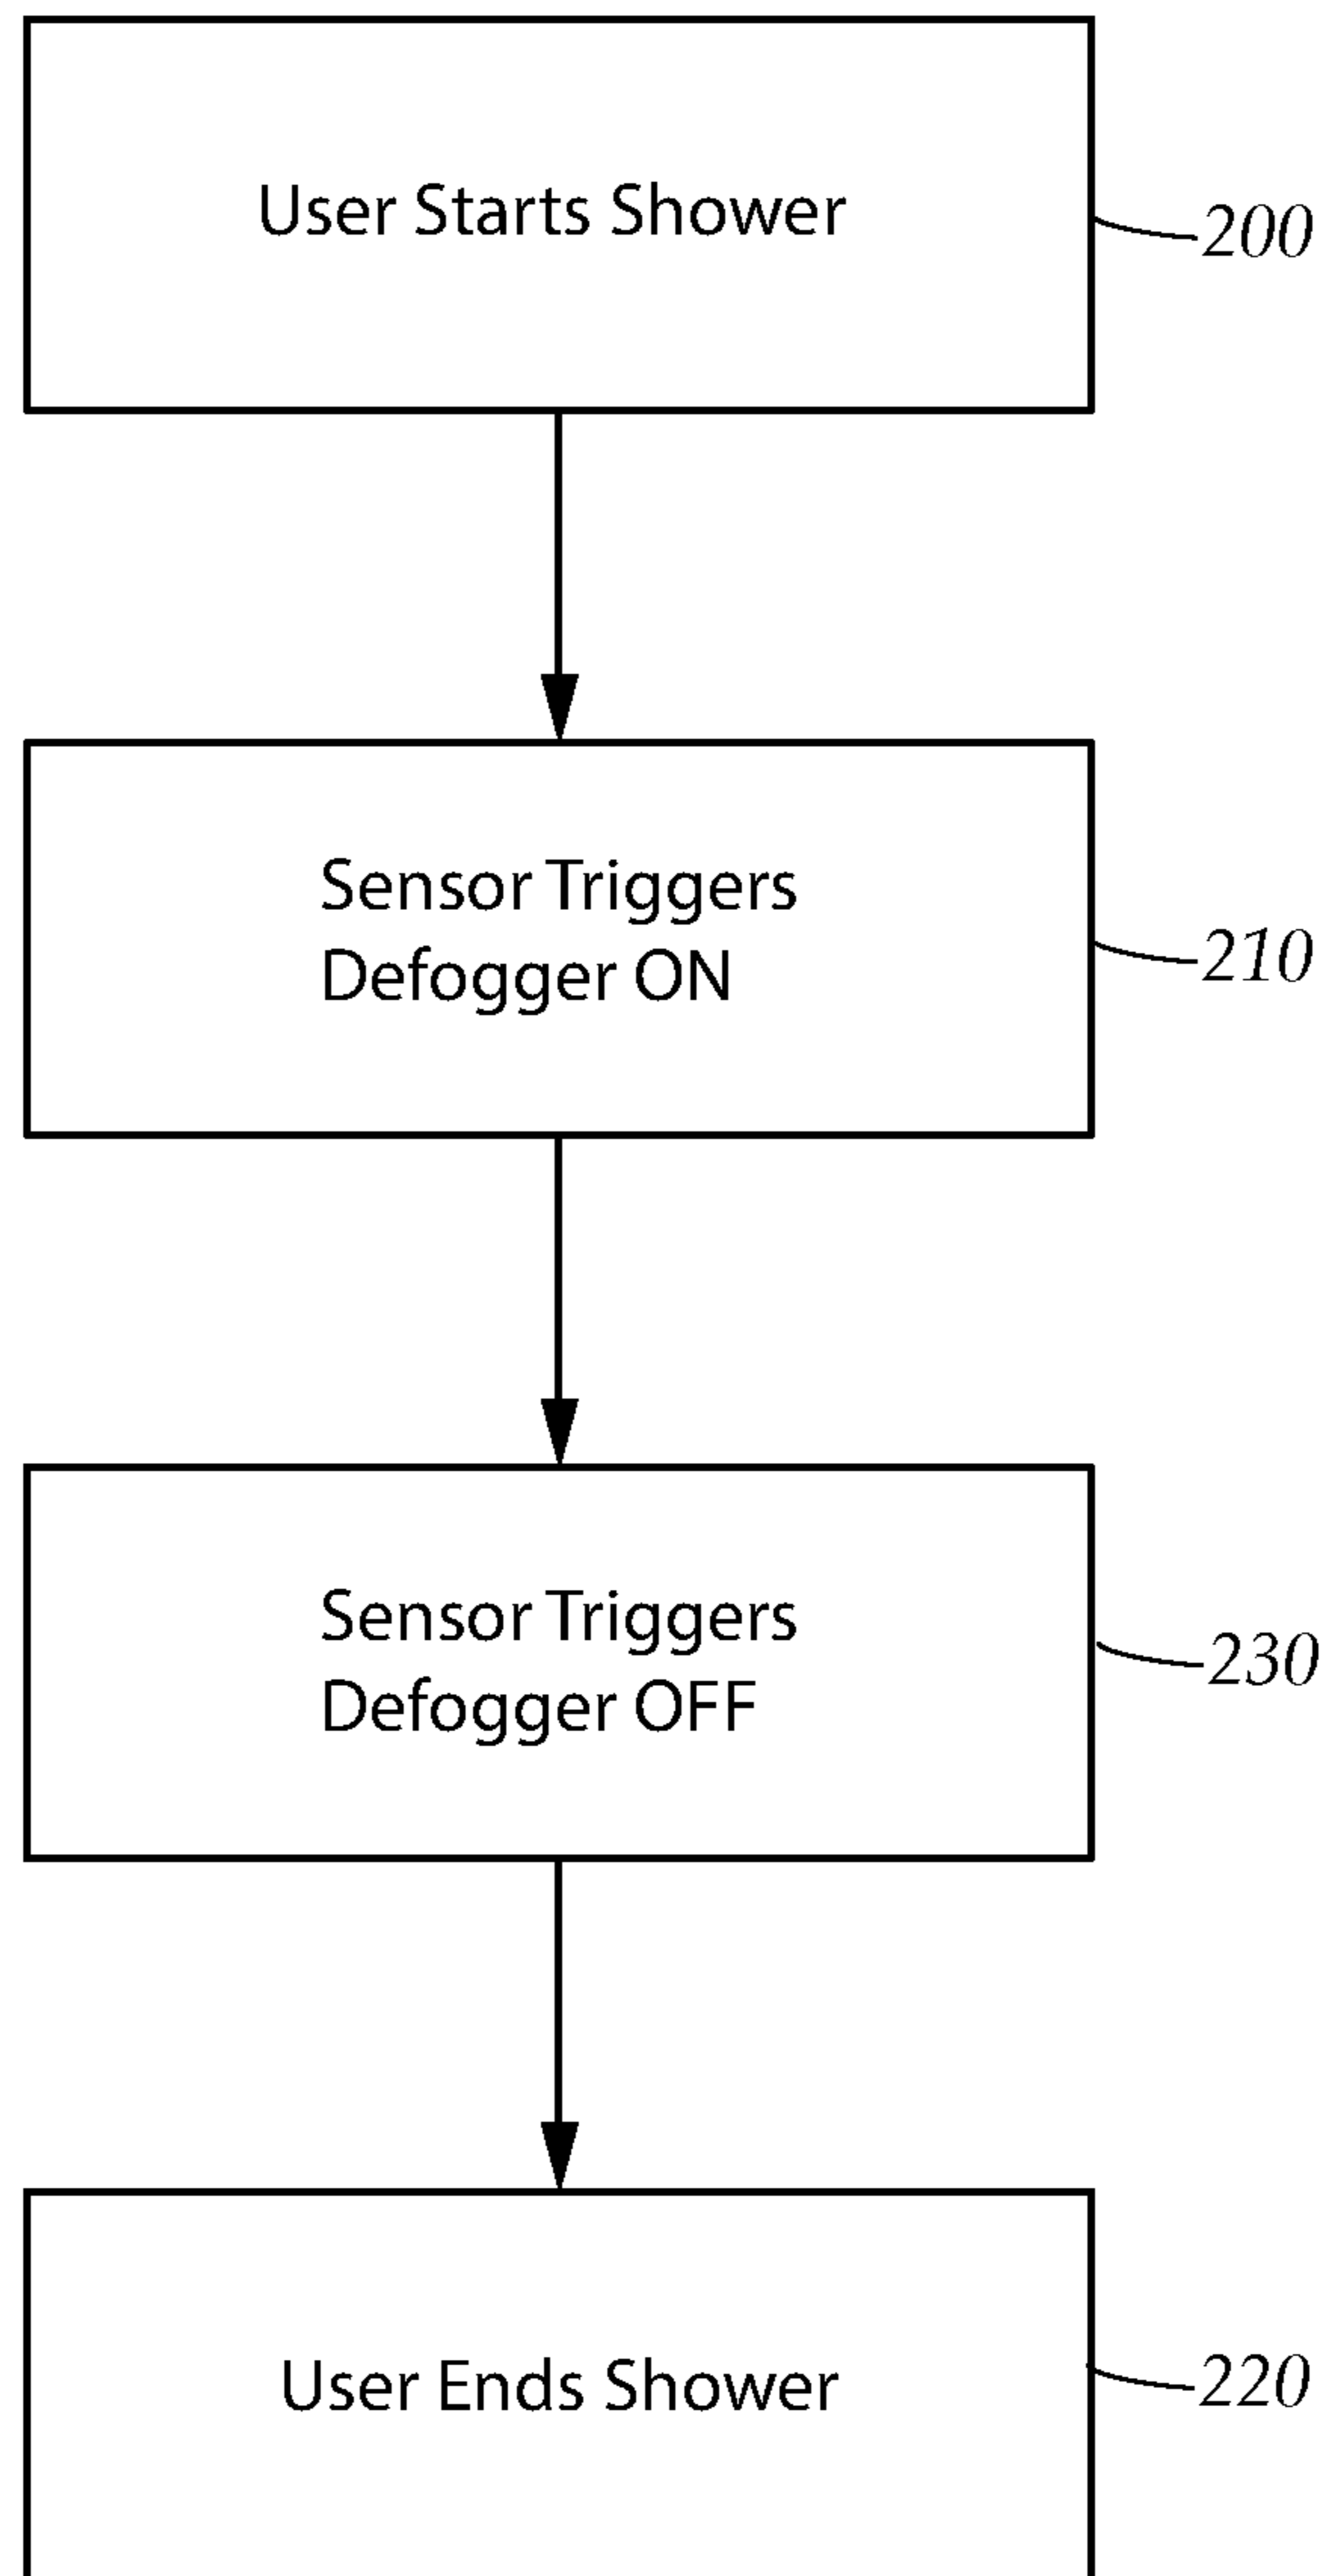 User Starts Shower
200
Sensor Triggers
Defogger ON
210
Sensor Triggers
Defogger OFF
230
User Ends Shower
220